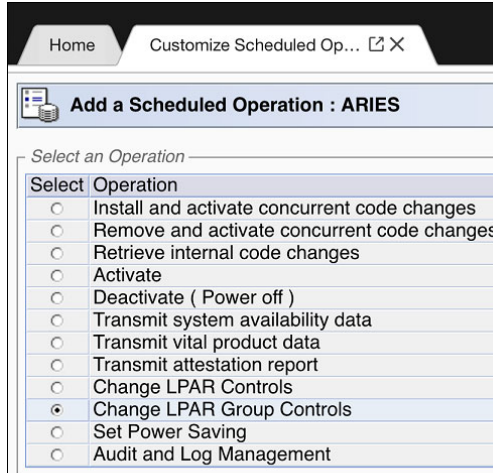 Home
Customize Scheduled Op...
Add a Scheduled Operation : ARIES
Select an Operation
Select Operation
Install and activate concurrent code changes
Remove and activate concurrent code changes
Retrieve internal code changes
Activate
Deactivate ( Power off )
Transmit system availability data
Transmit vital product data
Transmit attestation report
Change LPAR Controls
Change LPAR Group Controls
Set Power Saving
Audit and Log Management